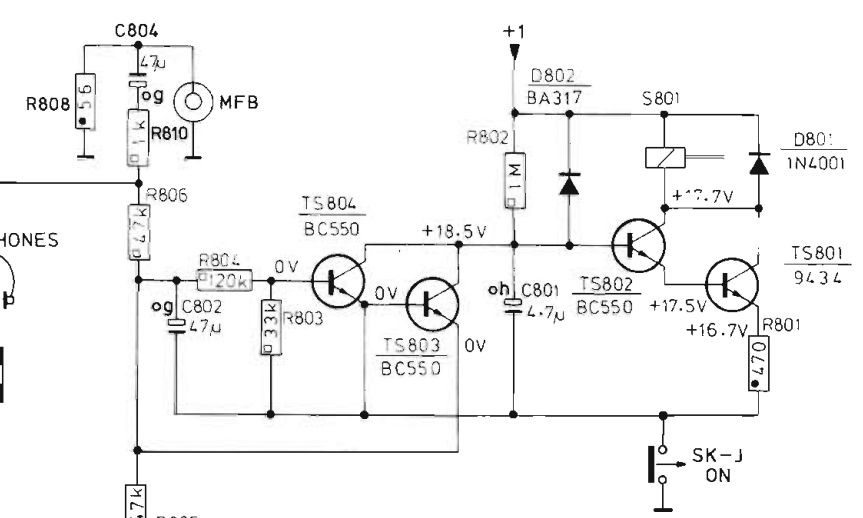 C804
+1
47µ
R808
56
og
MFB
R810
1k
D802
BA317
S801
R802
1M
D801
1N4001
R806
47k
TS804
BC550
+18.5V
+17.7V
HONES
R804
120k
0V
0V
og
C802
47µ
33k
R803
oh
C801
4.7µ
TS802
BC550
TS801
9434
+17.5V
+16.7V
R801
TS803
BC550
0V
470
SK-J
ON
7k